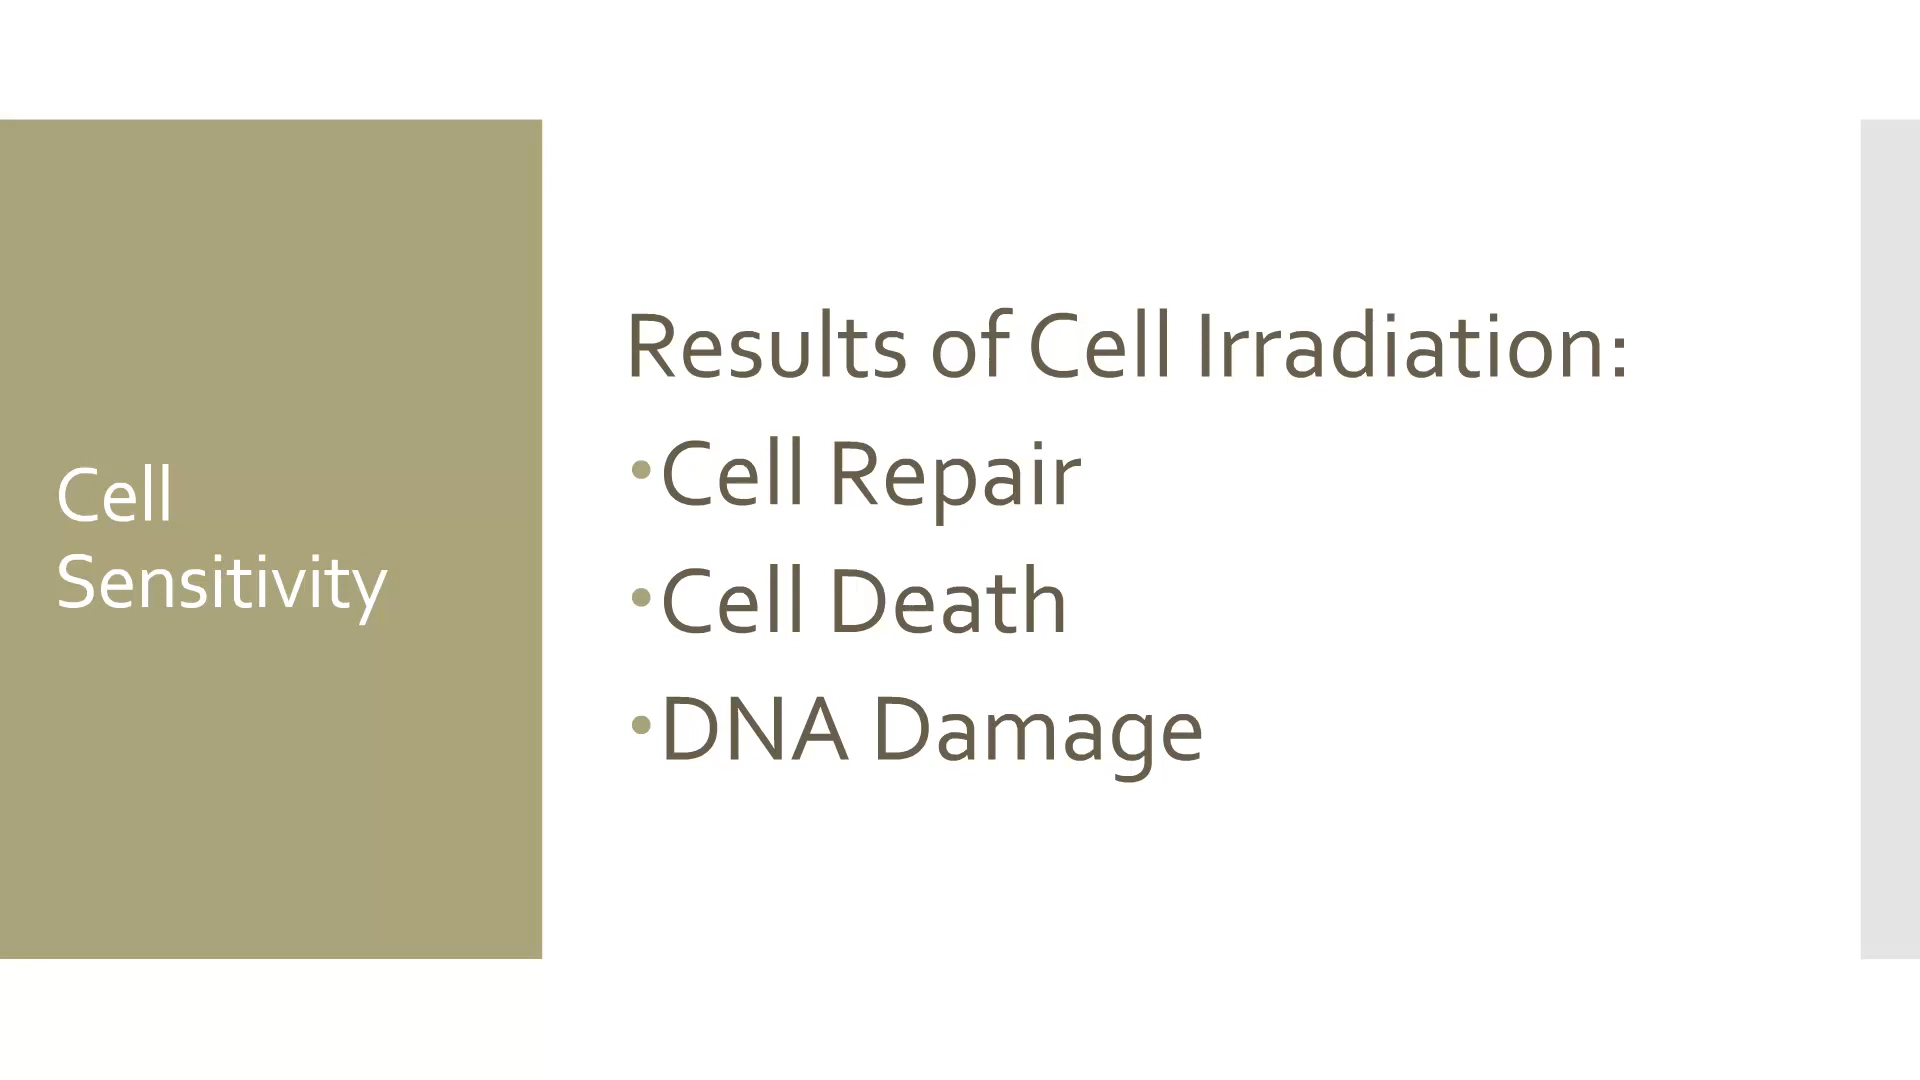 Cell
Sensitivity
Results of Cell Irradiation:
•Cell Repair
•Cell Death
•DNA Damage